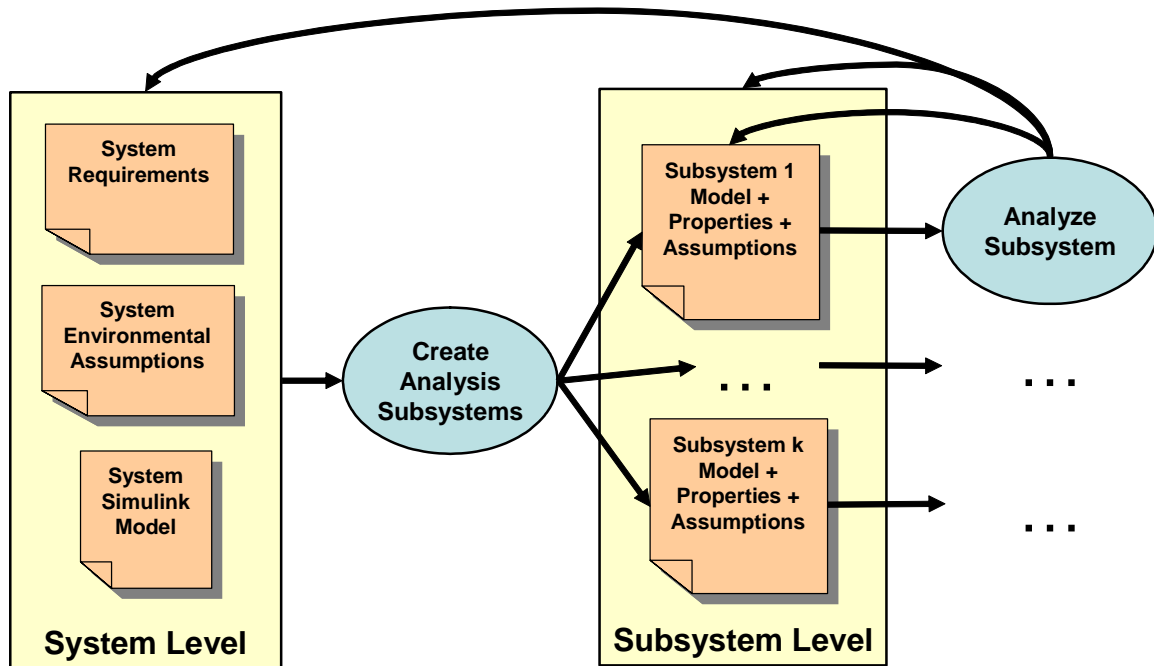 System
Requirements
System
Environmental
Assumptions
System
Simulink
Model
System Level
Create
Analysis
Subsystems
Subsystem 1
Model +
Properties +
Assumptions
. . .
Subsystem k
Model +
Properties +
Assumptions
Subsystem Level
Analyze
Subsystem
. . .
. . .